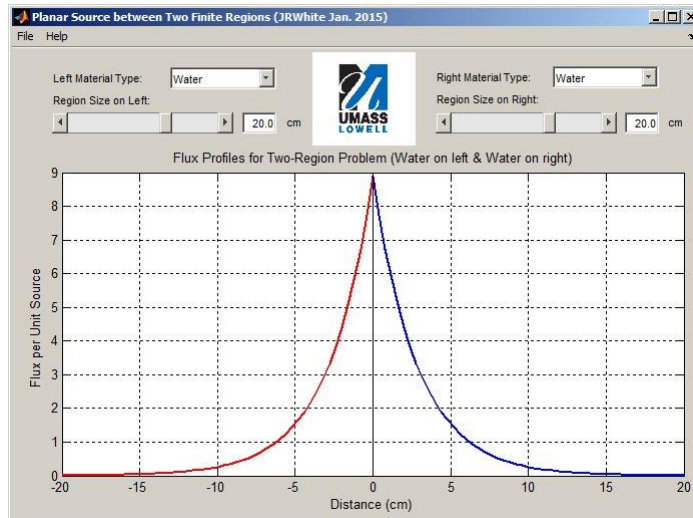 Planar Source between Two Finite Regions (JRWhite Jan. 2015)
File Help
Left Material Type: Water
Region Size on Left:
20.0 cm
UMASS
LOWELL
Right Material Type: Water
Region Size on Right:
20.0 cm
Flux Profiles for Two-Region Problem (Water on left & Water on right)
Flux per Unit Source
9
8
7
6
5
4
3
2
1
0
-20 -15 -10 -5 0 5 10 15 20
Distance (cm)